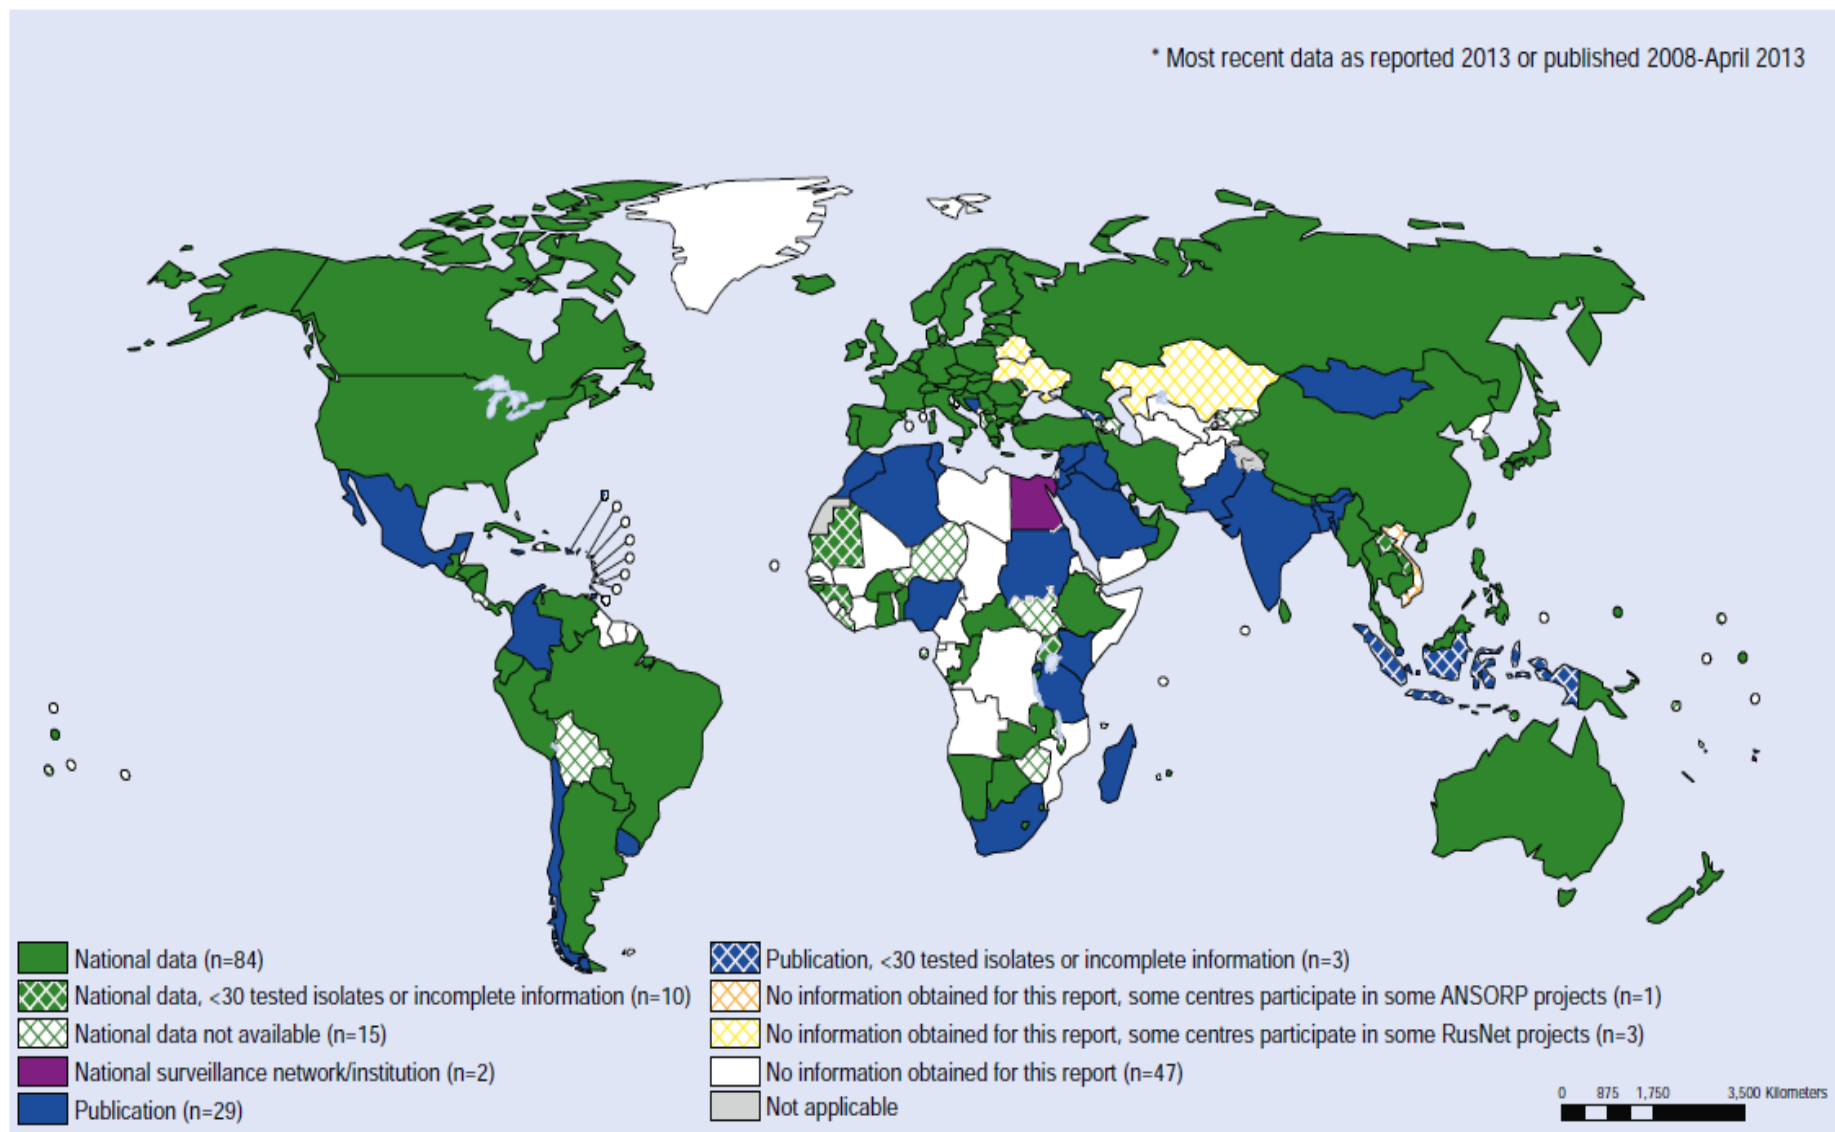 * Most recent data as reported 2013 or published 2008-April 2013
National data (n=84)
National data, <30 tested isolates or incomplete information (n=10)
National data not available (n=15)
National surveillance network/institution (n=2)
Publication (n=29)
Publication, <30 tested isolates or incomplete information (n=3)
No information obtained for this report, some centres participate in some ANSORP projects (n=1)
No information obtained for this report, some centres participate in some RusNet projects (n=3)
No information obtained for this report (n=47)
Not applicable
0 875 1,750 3,500 Kilometers